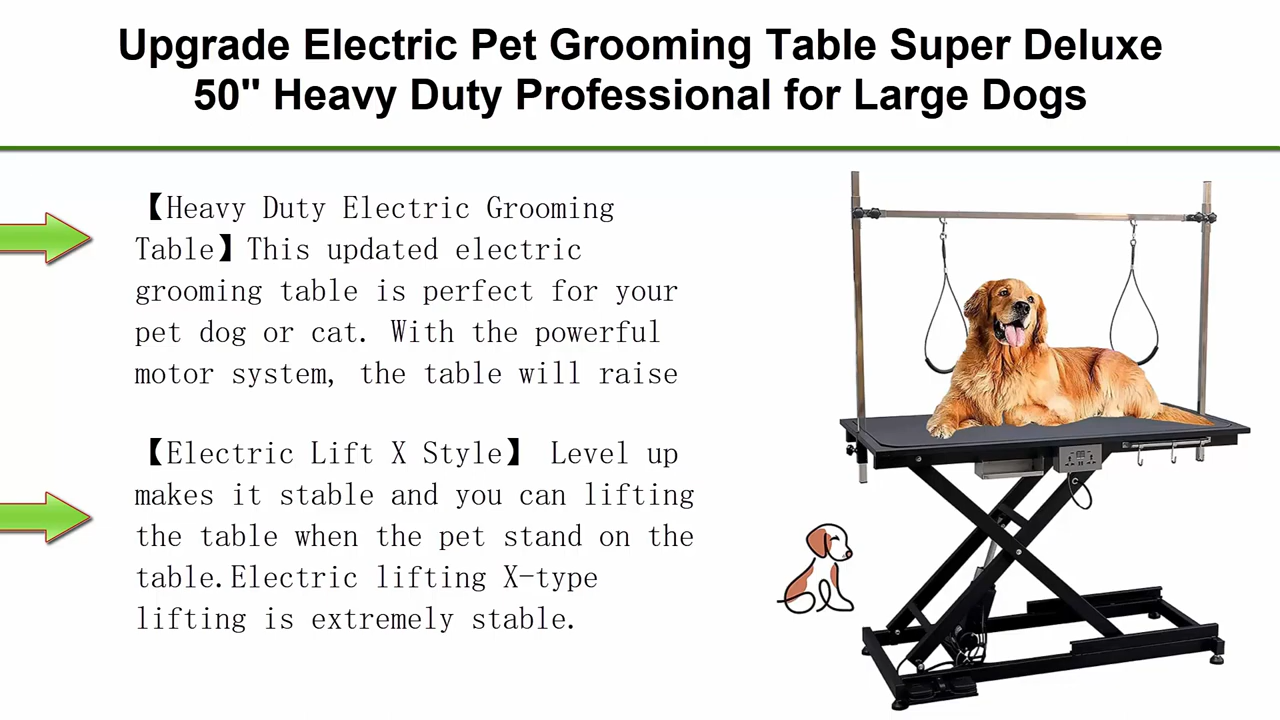 Upgrade Electric Pet Grooming Table Super Deluxe
50" Heavy Duty Professional for Large Dogs
【Heavy Duty Electric Grooming
Table】This updated electric
grooming table is perfect for your
pet dog or cat. With the powerful
motor system, the table will raise
【Electric Lift X Style】 Level up
makes it stable and you can lifting
the table when the pet stand on the
table.Electric lifting X-type
lifting is extremely stable.